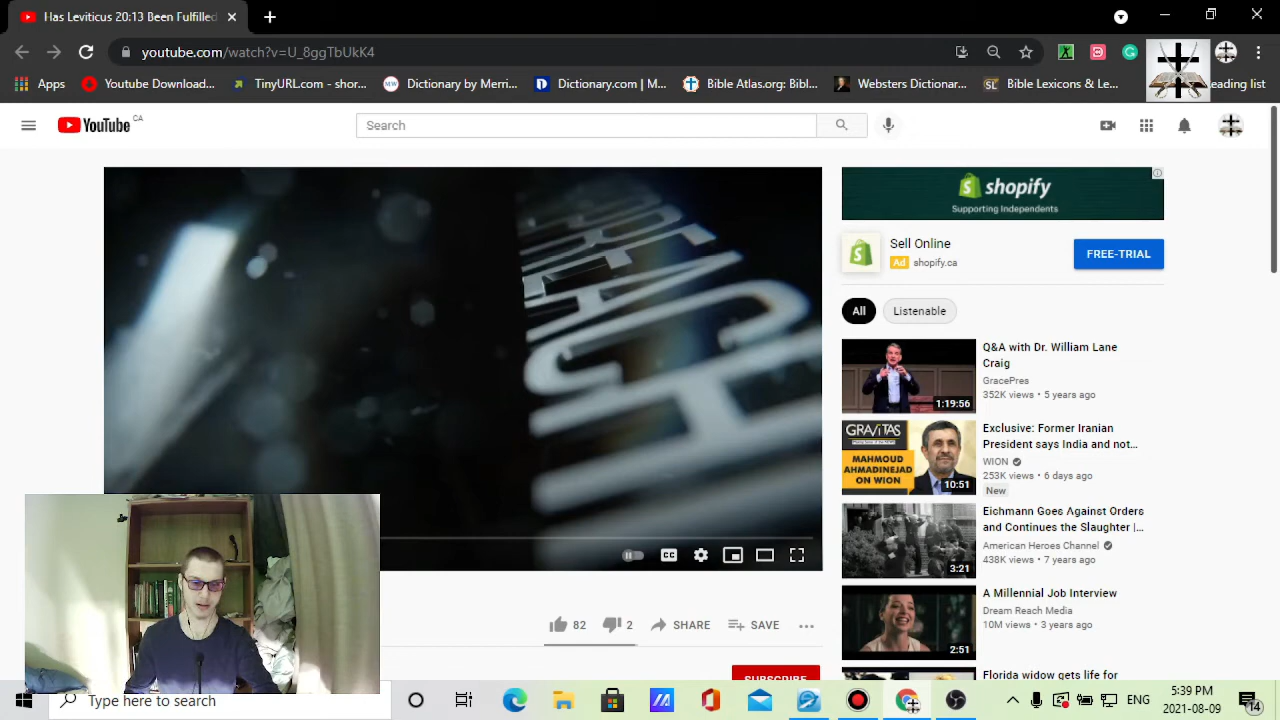 Has Leviticus 20:13 Been Fulfilled
youtube.com/watch?v=U_8ggTbUkK4
Apps
Youtube Download...
TinyURL.com - shor...
MW
Dictionary by Merri...
Dictionary.com | M...
Bible Atlas.org: Bibl...
Websters Dictionar...
Bible Lexicons & Le...
eading list
YouTube CA
Search
shopify
Supporting Independents
Sell Online
Ad shopify.ca
FREE-TRIAL
All
Listenable
Q&A with Dr. William Lane
Craig
GracePres
352K views • 5 years ago
1:19:56
GRAVITAS
MAHMOUD
AHMADINEJAD
ON WION
10:51
Exclusive: Former Iranian
President says India and not...
WION
253K views • 6 days ago
New
Eichmann Goes Against Orders
and Continues the Slaughter |...
American Heroes Channel
438K views • 7 years ago
3:21
A Millennial Job Interview
Dream Reach Media
10M views • 3 years ago
2:51
Florida widow gets life for
CC
82
2
SHARE
SAVE
SUBSCRIBE
Type here to search
ENG
5:39 PM
2021-08-09
14